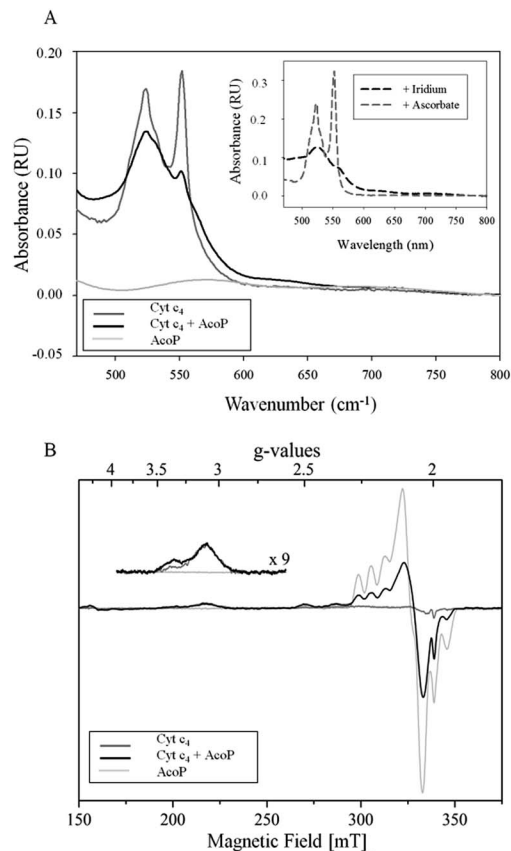 A
0.20
0.15
0.10
0.05
0.00
-0.05
Absorbance (RU)
500
550
600
650
700
750
800
Wavenumber (cm⁻¹)
Cyt c₄
Cyt c₄ + AcoP
AcoP
0.3
0.2
0.1
0.0
Absorbance (RU)
500
550
600
650
700
750
800
Wavelength (nm)
+ Iridium
+ Ascorbate
B
g-values
4
3.5
3
2.5
2
x 9
Cyt c₄
Cyt c₄ + AcoP
AcoP
150
200
250
300
350
Magnetic Field [mT]